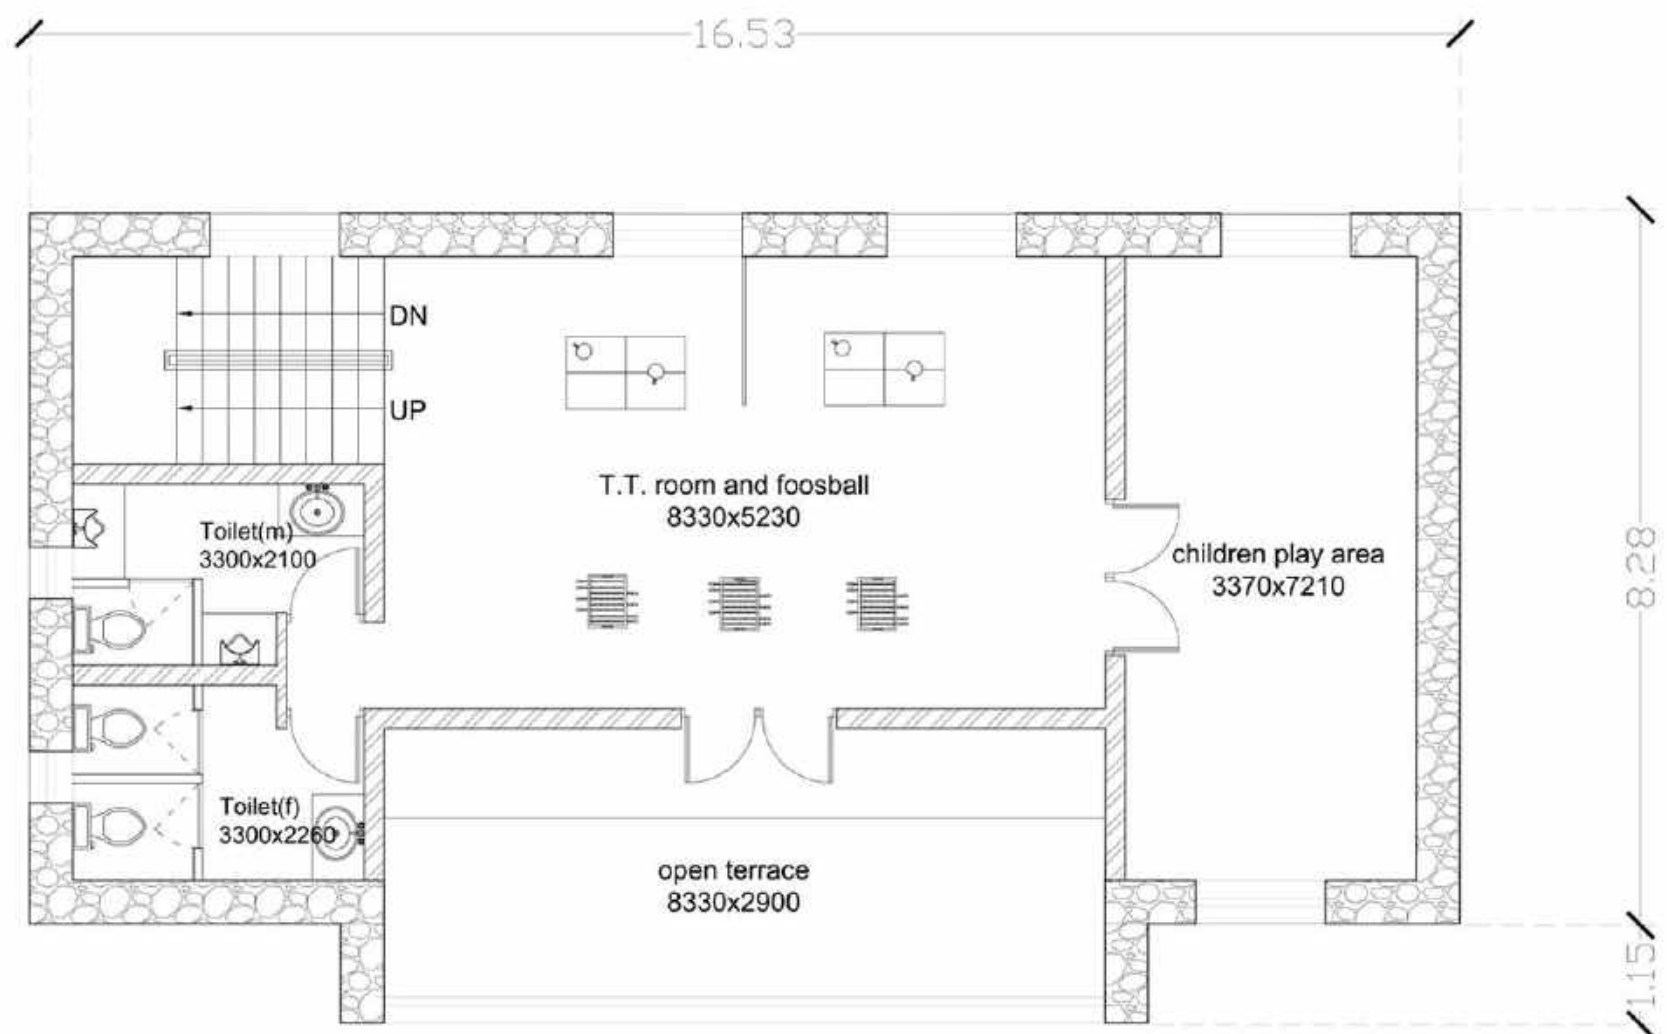 16.53
DN
UP
T.T. room and foosball
8330x5230
Toilet(m)
3300x2100
children play area
3370x7210
8.28
Toilet(f)
3300x2260
open terrace
8330x2900
1.15